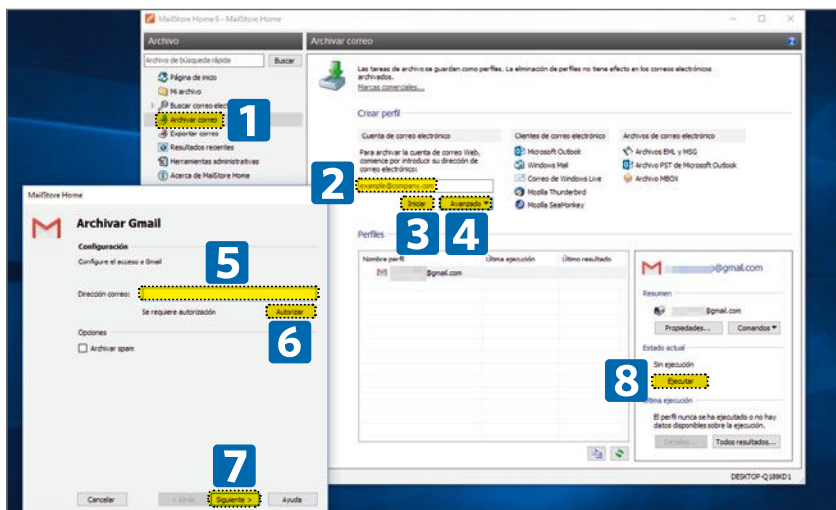 MailStore Home 9 - MailStore Home
Archivo
Archivar correo
Archivo de búsqueda rápida
Buscar
Página de inicio
Mi archivo
Buscar correo elect
Archivar correo
Exportar correo
Resultados recientes
Herramientas administrativas
Acerca de MailStore Home
1
Las tareas de archivo se guardan como perfiles. La eliminación de perfiles no tiene efecto en los correos electrónicos
archivados.
Marcas comerciales...
Crear perfil
Cuenta de correo electrónico
Clientes de correo electrónico
Archivos de correo electrónico
Para archivar la cuenta de correo Web,
comience por introducir su dirección de
correo electrónico:
Microsoft Outlook
Windows Mail
Correo de Windows Live
Mozilla Thunderbird
Mozilla SeaMonkey
Archivos EML y MSG
Archivo PST de Microsoft Outlook
Archivo MBOX
2
example@company.com
Iniciar
Avanzado
3
4
Perfiles
Nombre perfil
Última ejecución
Último resultado
@gmail.com
@gmail.com
Resumen
@gmail.com
Propiedades...
Comandos
Estado actual
Sin ejecución
8
Ejecutar
Última ejecución
El perfil nunca se ha ejecutado o no hay
datos disponibles sobre la ejecución.
Detalles...
Todos resultados...
DESKTOP-Q188KD1
MailStore Home
Archivar Gmail
Configuración
Configure el acceso a Gmail
5
Dirección correo:
Se requiere autorización
Autorizar
6
Opciones
Archivar spam
7
Cancelar
< Atrás
Siguiente >
Ayuda